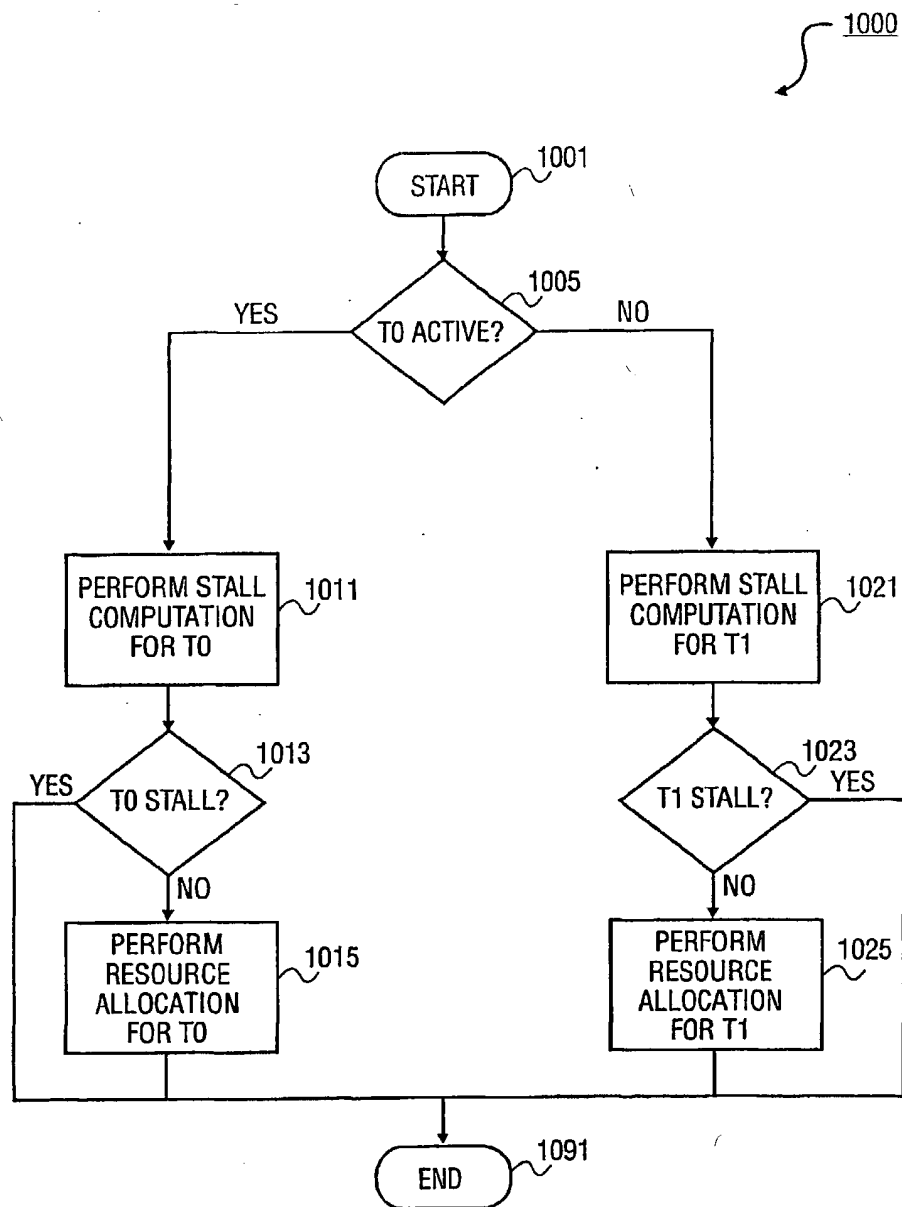 1000
START
1001
T0 ACTIVE?
1005
YES
NO
PERFORM STALL
COMPUTATION
FOR T0
1011
PERFORM STALL
COMPUTATION
FOR T1
1021
T0 STALL?
1013
YES
NO
T1 STALL?
1023
YES
NO
PERFORM
RESOURCE
ALLOCATION
FOR T0
1015
PERFORM
RESOURCE
ALLOCATION
FOR T1
1025
END
1091